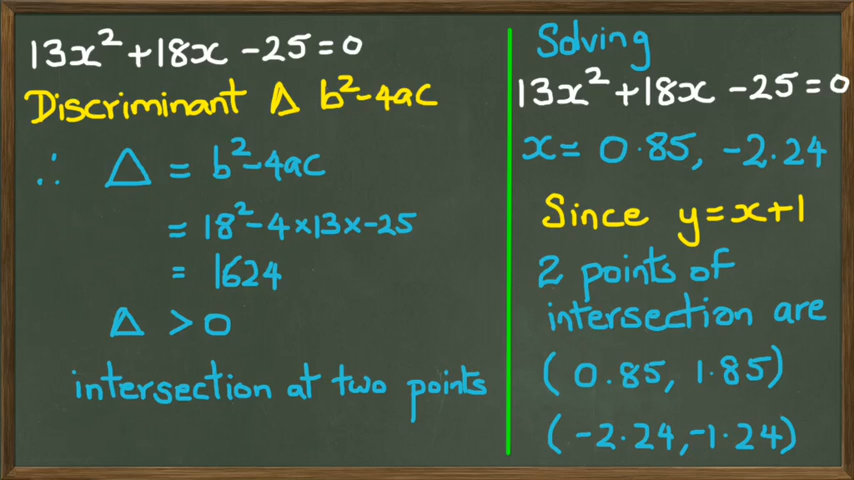 13x²+18x -25=0
Discriminant Δ b²-4ac
∴ Δ = b²-4ac
= 18²-4×13×-25
= 1624
Δ > 0
intersection at two points
Solving
13x²+18x -25=0
x= 0.85, -2.24
Since y=x+1
2 points of
intersection are
(0.85, 1.85)
(-2.24,-1.24)